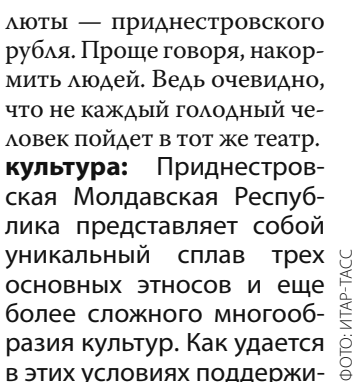 люты — приднестровского
рубля. Проще говоря, накор-
мить людей. Ведь очевидно,
что не каждый голодный че-
ловек пойдет в тот же театр.
культура: Приднестров-
ская Молдавская Респуб-
лика представляет собой
уникальный сплав трех
основных этносов и еще
более сложного многооб-
разия культур. Как удается
в этих условиях поддержи-
ФОТО: ИТАР-ТАСС